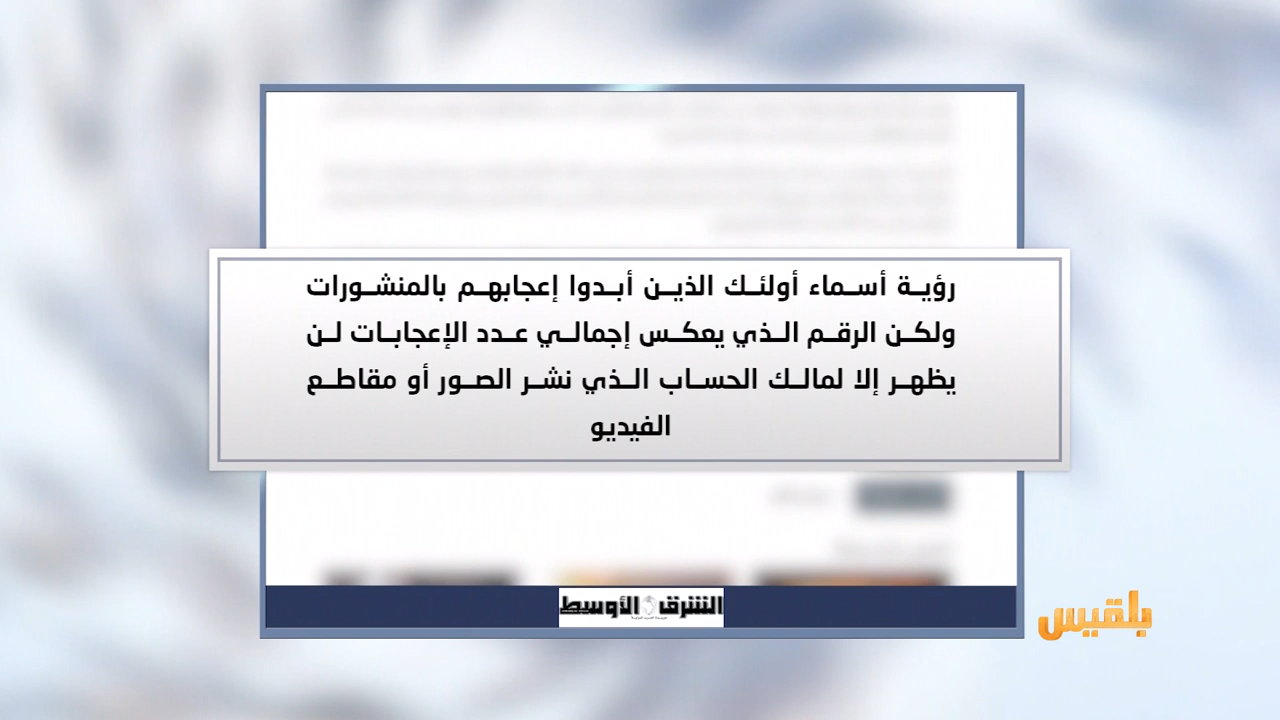 رؤية أسماء أولئك الذين أبدوا إعجابهم بالمنشورات
ولكن الرقم الذي يعكس إجمالي عدد الإعجابات لن
يظهر إلا لمالك الحساب الذي نشر الصور أو مقاطع
الفيديو
الشرق الأوسط
بلقيس